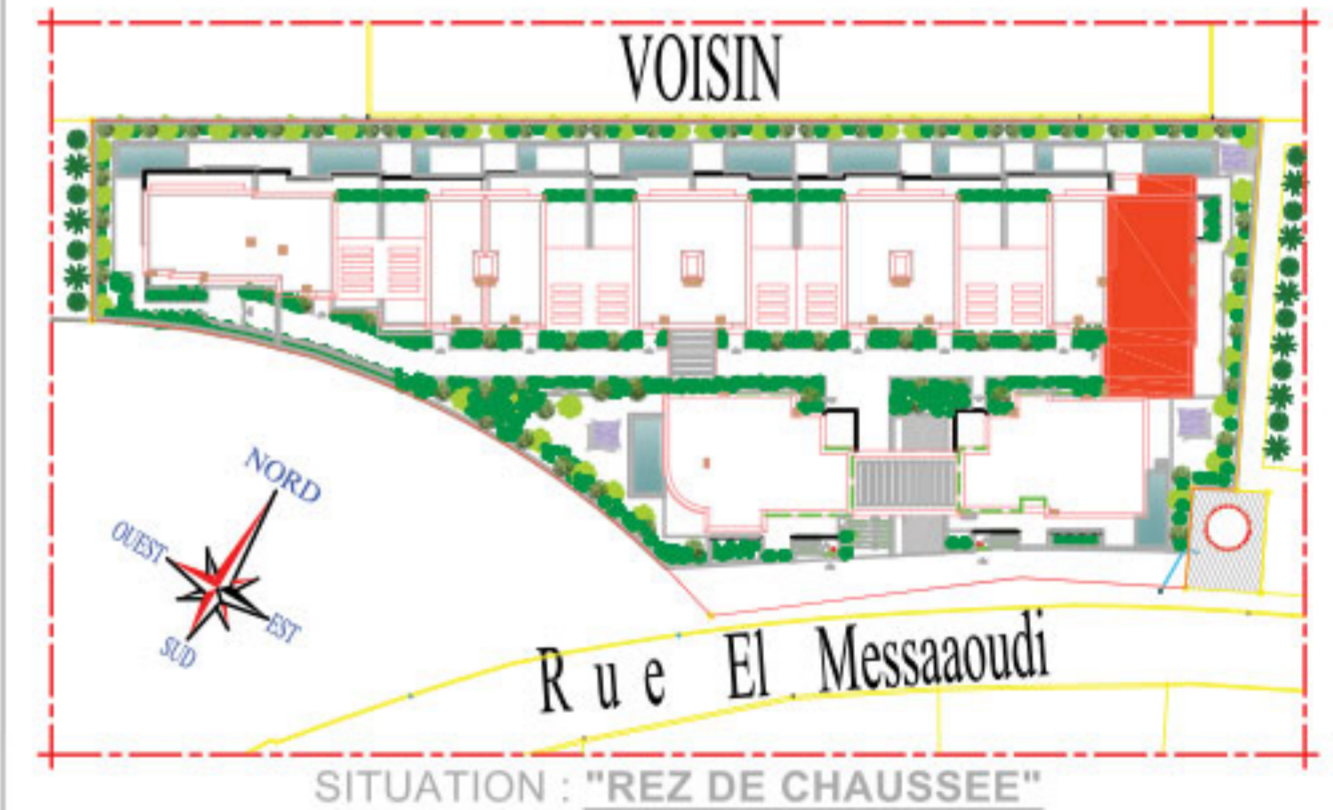 VOISIN
NORD
OUEST
EST
SUD
Rue El Messaaoudi
SITUATION : "REZ DE CHAUSSEE"